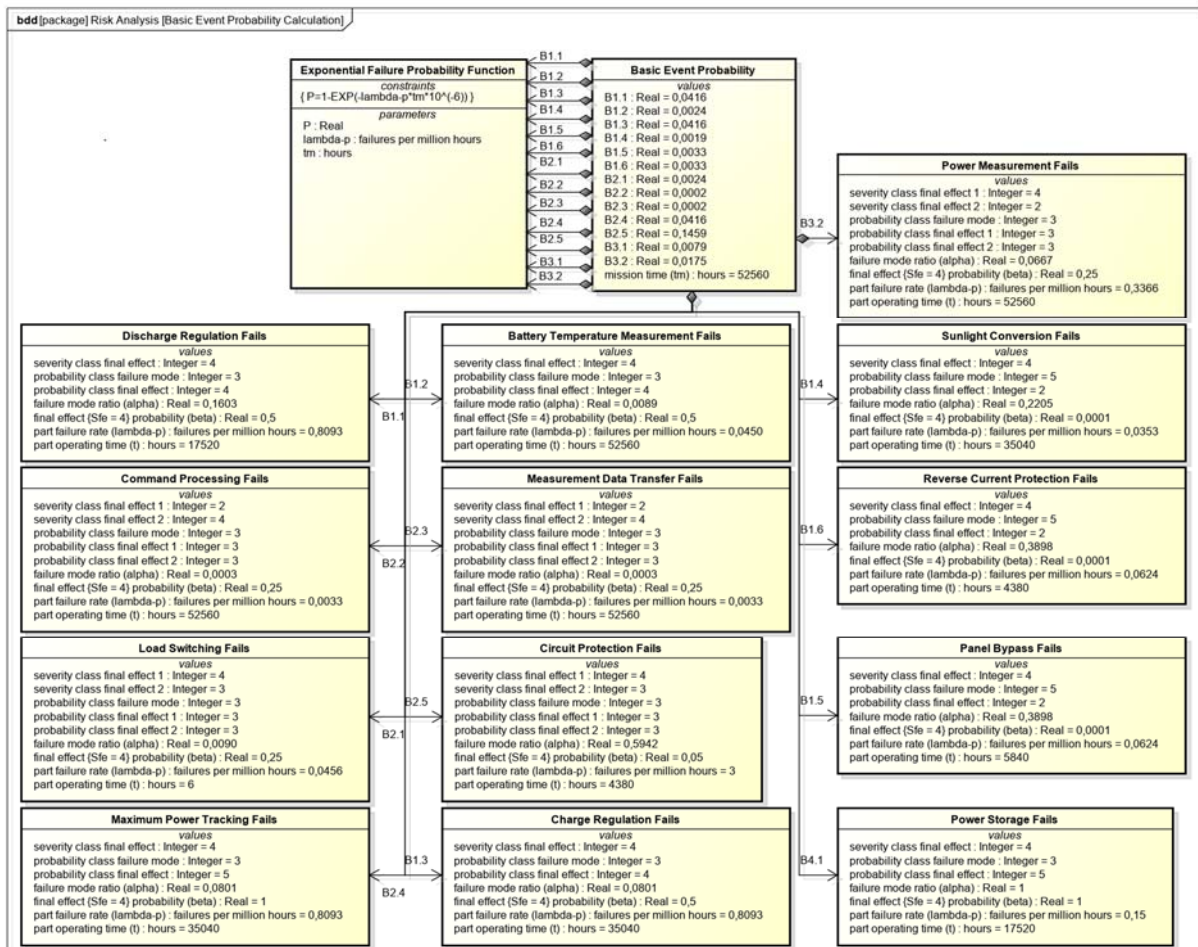 bdd [package] Risk Analysis [Basic Event Probability Calculation]
Exponential Failure Probability Function
constraints
{ P=1-EXP(-lambda-p*tm*10^(-6)) }
parameters
P : Real
lambda-p : failures per million hours
tm : hours
B1.1
B1.2
B1.3
B1.4
B1.5
B1.6
B2.1
B2.2
B2.3
B2.4
B2.5
B3.1
B3.2
Basic Event Probability
values
B1.1 : Real = 0,0416
B1.2 : Real = 0,0024
B1.3 : Real = 0,0416
B1.4 : Real = 0,0019
B1.5 : Real = 0,0033
B1.6 : Real = 0,0033
B2.1 : Real = 0,0024
B2.2 : Real = 0,0002
B2.3 : Real = 0,0002
B2.4 : Real = 0,0416
B2.5 : Real = 0,1459
B3.1 : Real = 0,0079
B3.2 : Real = 0,0175
mission time (tm) : hours = 52560
B3.2
Power Measurement Fails
values
severity class final effect 1 : Integer = 4
severity class final effect 2 : Integer = 2
probability class failure mode : Integer = 3
probability class final effect 1 : Integer = 3
probability class final effect 2 : Integer = 3
failure mode ratio (alpha) : Real = 0,0667
final effect {Sfe = 4} probability (beta) : Real = 0,25
part failure rate (lambda-p) : failures per million hours = 0,3366
part operating time (t) : hours = 52560
Discharge Regulation Fails
values
severity class final effect : Integer = 4
probability class failure mode : Integer = 3
probability class final effect : Integer = 4
failure mode ratio (alpha) : Real = 0,1603
final effect {Sfe = 4} probability (beta) : Real = 0,5
part failure rate (lambda-p) : failures per million hours = 0,8093
part operating time (t) : hours = 17520
B1.2
B1.1
Battery Temperature Measurement Fails
values
severity class final effect : Integer = 4
probability class failure mode : Integer = 3
probability class final effect : Integer = 4
failure mode ratio (alpha) : Real = 0,0089
final effect {Sfe = 4} probability (beta) : Real = 0,5
part failure rate (lambda-p) : failures per million hours = 0,0450
part operating time (t) : hours = 52560
B1.4
Sunlight Conversion Fails
values
severity class final effect : Integer = 4
probability class failure mode : Integer = 5
probability class final effect : Integer = 2
failure mode ratio (alpha) : Real = 0,2205
final effect {Sfe = 4} probability (beta) : Real = 0,0001
part failure rate (lambda-p) : failures per million hours = 0,0353
part operating time (t) : hours = 35040
Command Processing Fails
values
severity class final effect 1 : Integer = 2
severity class final effect 2 : Integer = 4
probability class failure mode : Integer = 3
probability class final effect 1 : Integer = 3
probability class final effect 2 : Integer = 3
failure mode ratio (alpha) : Real = 0,0003
final effect {Sfe = 4} probability (beta) : Real = 0,25
part failure rate (lambda-p) : failures per million hours = 0,0033
part operating time (t) : hours = 52560
B2.3
B2.2
Measurement Data Transfer Fails
values
severity class final effect 1 : Integer = 2
severity class final effect 2 : Integer = 4
probability class failure mode : Integer = 3
probability class final effect 1 : Integer = 3
probability class final effect 2 : Integer = 3
failure mode ratio (alpha) : Real = 0,0003
final effect {Sfe = 4} probability (beta) : Real = 0,25
part failure rate (lambda-p) : failures per million hours = 0,0033
part operating time (t) : hours = 52560
B1.6
Reverse Current Protection Fails
values
severity class final effect : Integer = 4
probability class failure mode : Integer = 5
probability class final effect : Integer = 2
failure mode ratio (alpha) : Real = 0,3898
final effect {Sfe = 4} probability (beta) : Real = 0,0001
part failure rate (lambda-p) : failures per million hours = 0,0624
part operating time (t) : hours = 4380
Load Switching Fails
values
severity class final effect 1 : Integer = 4
severity class final effect 2 : Integer = 3
probability class failure mode : Integer = 3
probability class final effect 1 : Integer = 3
probability class final effect 2 : Integer = 3
failure mode ratio (alpha) : Real = 0,0090
final effect {Sfe = 4} probability (beta) : Real = 0,25
part failure rate (lambda-p) : failures per million hours = 0,0456
part operating time (t) : hours = 6
B2.5
B2.1
Circuit Protection Fails
values
severity class final effect 1 : Integer = 4
severity class final effect 2 : Integer = 3
probability class failure mode : Integer = 3
probability class final effect 1 : Integer = 3
probability class final effect 2 : Integer = 3
failure mode ratio (alpha) : Real = 0,5942
final effect {Sfe = 4} probability (beta) : Real = 0,05
part failure rate (lambda-p) : failures per million hours = 3
part operating time (t) : hours = 4380
B1.5
Panel Bypass Fails
values
severity class final effect : Integer = 4
probability class failure mode : Integer = 5
probability class final effect : Integer = 2
failure mode ratio (alpha) : Real = 0,3898
final effect {Sfe = 4} probability (beta) : Real = 0,0001
part failure rate (lambda-p) : failures per million hours = 0,0624
part operating time (t) : hours = 5840
Maximum Power Tracking Fails
values
severity class final effect : Integer = 4
probability class failure mode : Integer = 3
probability class final effect : Integer = 5
failure mode ratio (alpha) : Real = 0,0801
final effect {Sfe = 4} probability (beta) : Real = 1
part failure rate (lambda-p) : failures per million hours = 0,8093
part operating time (t) : hours = 35040
B1.3
B2.4
Charge Regulation Fails
values
severity class final effect : Integer = 4
probability class failure mode : Integer = 3
probability class final effect : Integer = 4
failure mode ratio (alpha) : Real = 0,0801
final effect {Sfe = 4} probability (beta) : Real = 0,5
part failure rate (lambda-p) : failures per million hours = 0,8093
part operating time (t) : hours = 35040
B4.1
Power Storage Fails
values
severity class final effect : Integer = 4
probability class failure mode : Integer = 3
probability class final effect : Integer = 5
failure mode ratio (alpha) : Real = 1
final effect {Sfe = 4} probability (beta) : Real = 1
part failure rate (lambda-p) : failures per million hours = 0,15
part operating time (t) : hours = 17520